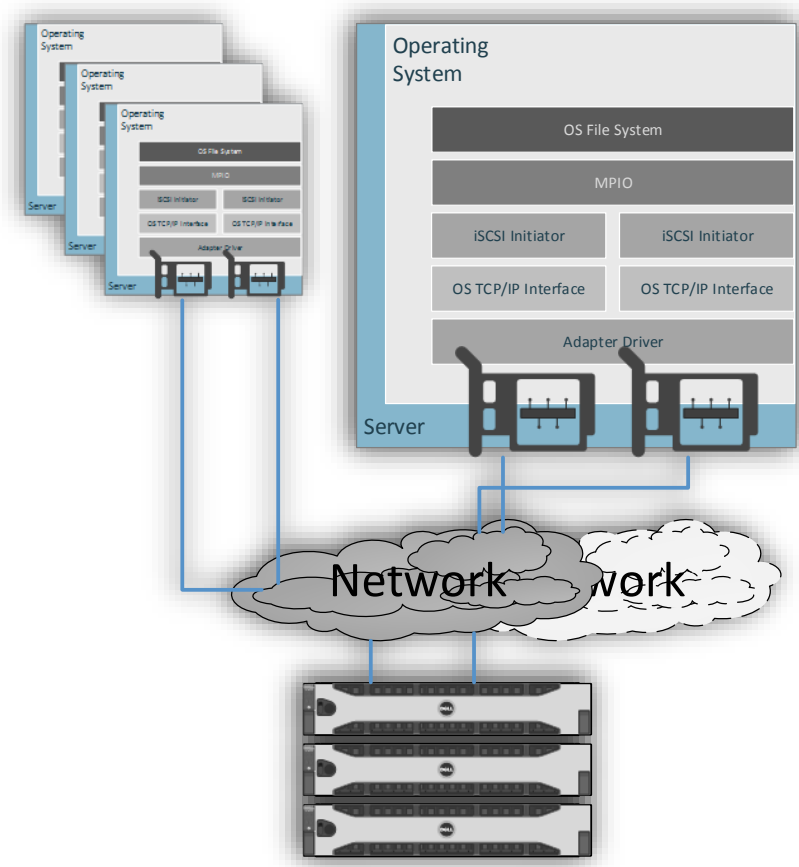 Operating
System
Server
Operating
System
Server
Operating
System
OS File System
MPIO
iSCSI Initiator
iSCSI Initiator
OS TCP/IP Interface
OS TCP/IP Interface
Adapter Driver
Server
Operating
System
OS File System
MPIO
iSCSI Initiator
iSCSI Initiator
OS TCP/IP Interface
OS TCP/IP Interface
Adapter Driver
Server
Network
work
DELL
DELL
DELL